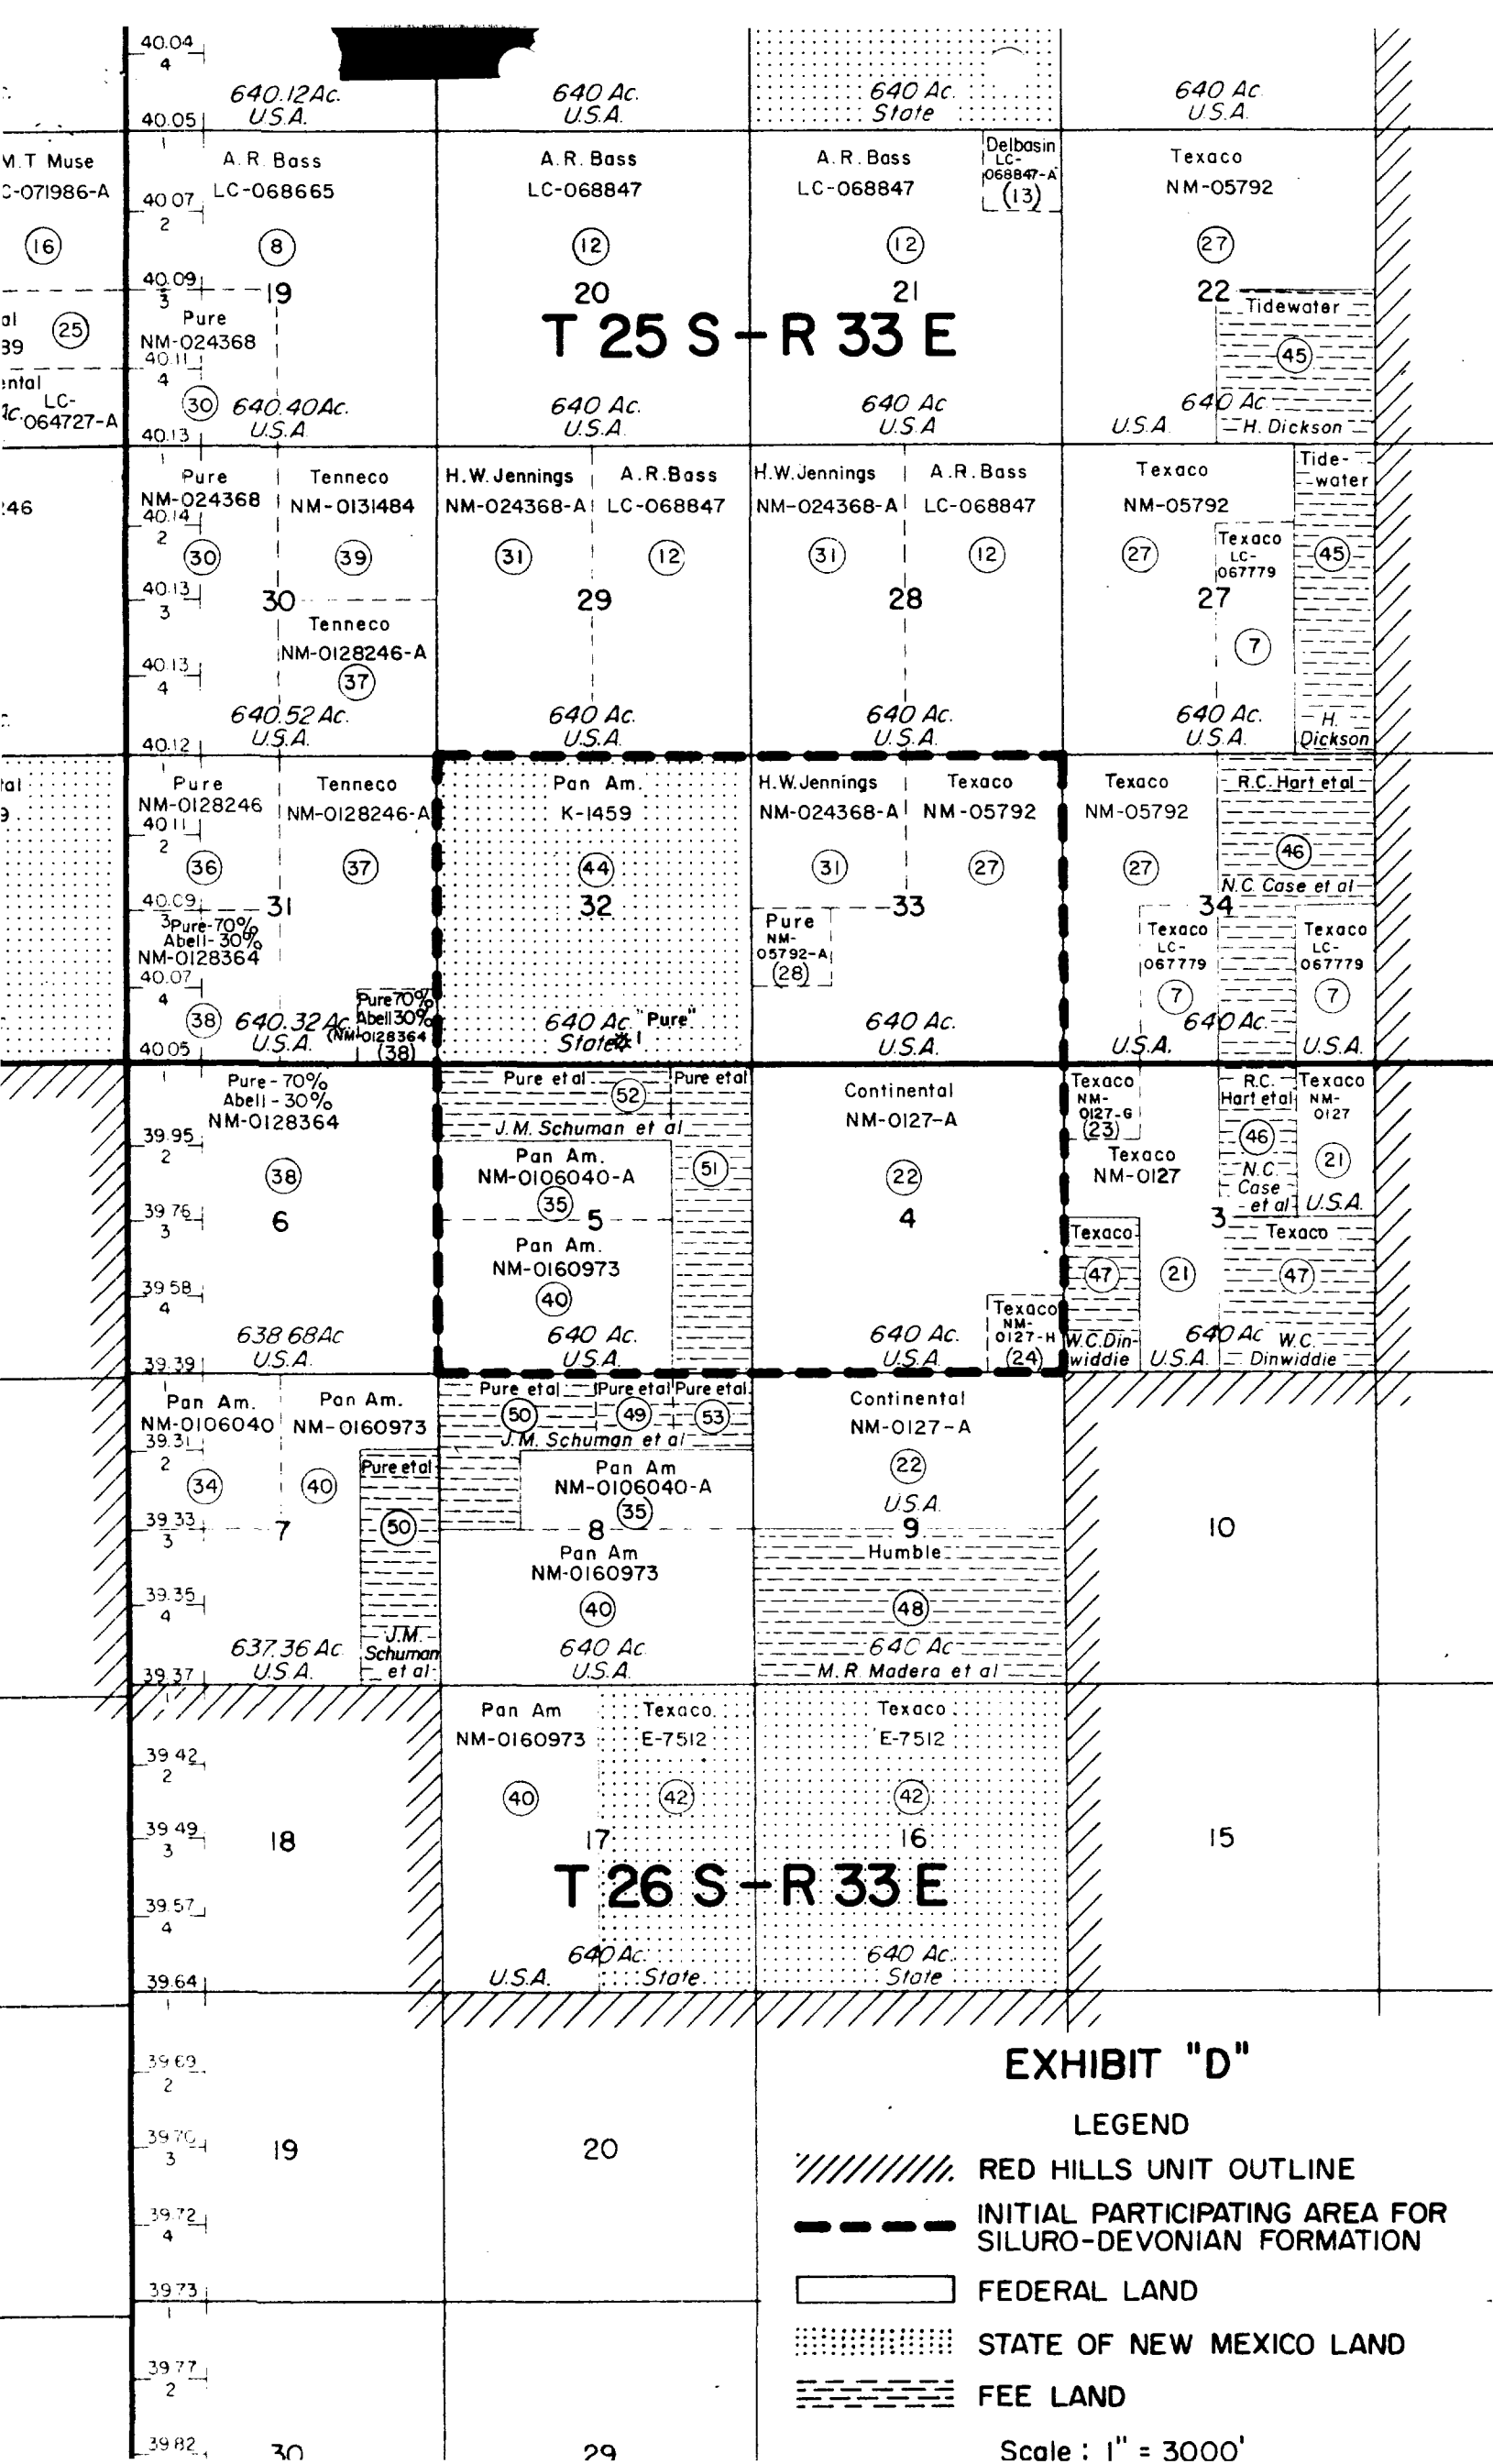 40.04
4
640.12 Ac.
U.S.A.
40.05
640 Ac.
U.S.A.
640 Ac.
State
640 Ac.
U.S.A.
M.T Muse
C-071986-A
16
25
LC-
064727-A
1
A.R. Bass
LC-068665
40 07
2
8
40.09
3
19
Pure
NM-024368
40.11
4
30
640.40Ac.
U.S.A.
40.13
A.R. Bass
LC-068847
12
20
640 Ac.
U.S.A.
A.R. Bass
LC-068847
12
21
640 Ac
U.S.A
Delbasin
LC-
068847-A
(13)
Texaco
NM-05792
27
22
Tidewater
45
640 Ac
U.S.A.
H. Dickson
T 25 S - R 33 E
1
Pure
NM-024368
40.14
2
30
40.13
3
30
40.13
4
640.52 Ac.
U.S.A.
40.12
Tenneco
NM-0131484
39
Tenneco
NM-0128246-A
37
H.W. Jennings
NM-024368-A
31
A.R.Bass
LC-068847
12
29
640 Ac.
U.S.A.
H.W.Jennings
NM-024368-A
31
A.R.Bass
LC-068847
12
28
640 Ac.
U.S.A.
Texaco
NM-05792
27
Texaco
LC-
067779
7
27
640 Ac.
U.S.A.
Tide-
water
45
H.
Dickson
1
Pure
NM-0128246
40 11
2
36
40.09
3
Pure-70%
Abell-30%
NM-0128364
40.07
4
38
640.32 Ac
U.S.A.
40 05
31
Tenneco
NM-0128246-A
37
Pure70%
Abell30%
(NM-0128364
(38)
Pan Am.
K-1459
44
32
640 Ac.
State
"Pure"
1
H.W.Jennings
NM-024368-A
31
Texaco
NM-05792
27
33
Pure
NM-
05792-A
(28)
640 Ac.
U.S.A.
Texaco
NM-05792
27
R.C. Hart et al
46
N.C. Case et al
34
Texaco
LC-
067779
7
Texaco
LC-
067779
7
640 Ac.
U.S.A.
U.S.A.
1
Pure - 70%
Abell - 30%
NM-0128364
39.95
2
38
39 76
3
6
39 58
4
638 68Ac
U.S.A.
39.39
Pure et al
52
J.M. Schuman et al
Pure et al
51
Pan Am.
NM-0106040-A
35
5
Pan Am.
NM-0160973
40
640 Ac.
U.S.A.
Continental
NM-0127-A
22
4
640 Ac.
U.S.A.
Texaco
NM-
0127-H
(24)
Texaco
NM-
0127-G
(23)
Texaco
NM-0127
R.C.
Hart et al
46
N.C.
Case
et al
Texaco
NM-
0127
21
U.S.A.
3
Texaco
47
W.C.Din-
widdie
21
U.S.A.
640 Ac
Texaco
47
W.C.
Dinwiddie
Pan Am.
NM-0106040
39.31
2
34
39.33
3
7
39.35
4
637.36 Ac.
U.S.A.
39.37
Pan Am.
NM-0160973
40
Pure et al
50
J.M.
Schuman
et al
Pure et al
50
Pure et al
49
Pure et al
53
J.M. Schuman et al
Pan Am
NM-0106040-A
35
8
Pan Am
NM-0160973
40
640 Ac
U.S.A.
Continental
NM-0127-A
22
U.S.A.
9
Humble
48
640 Ac
M.R. Madera et al
10
39 42
2
39 49
3
18
39.57
4
39.64
Pan Am
NM-0160973
40
Texaco
E-7512
42
17
640 Ac.
U.S.A.
State
Texaco
E-7512
42
16
640 Ac.
State
15
T 26 S - R 33 E
1
39 69
2
39 70
3
19
20
39.72
4
39 73
1
39 77
2
39 82
30
29
EXHIBIT "D"
LEGEND
RED HILLS UNIT OUTLINE
INITIAL PARTICIPATING AREA FOR
SILURO-DEVONIAN FORMATION
FEDERAL LAND
STATE OF NEW MEXICO LAND
FEE LAND
Scale : 1" = 3000'